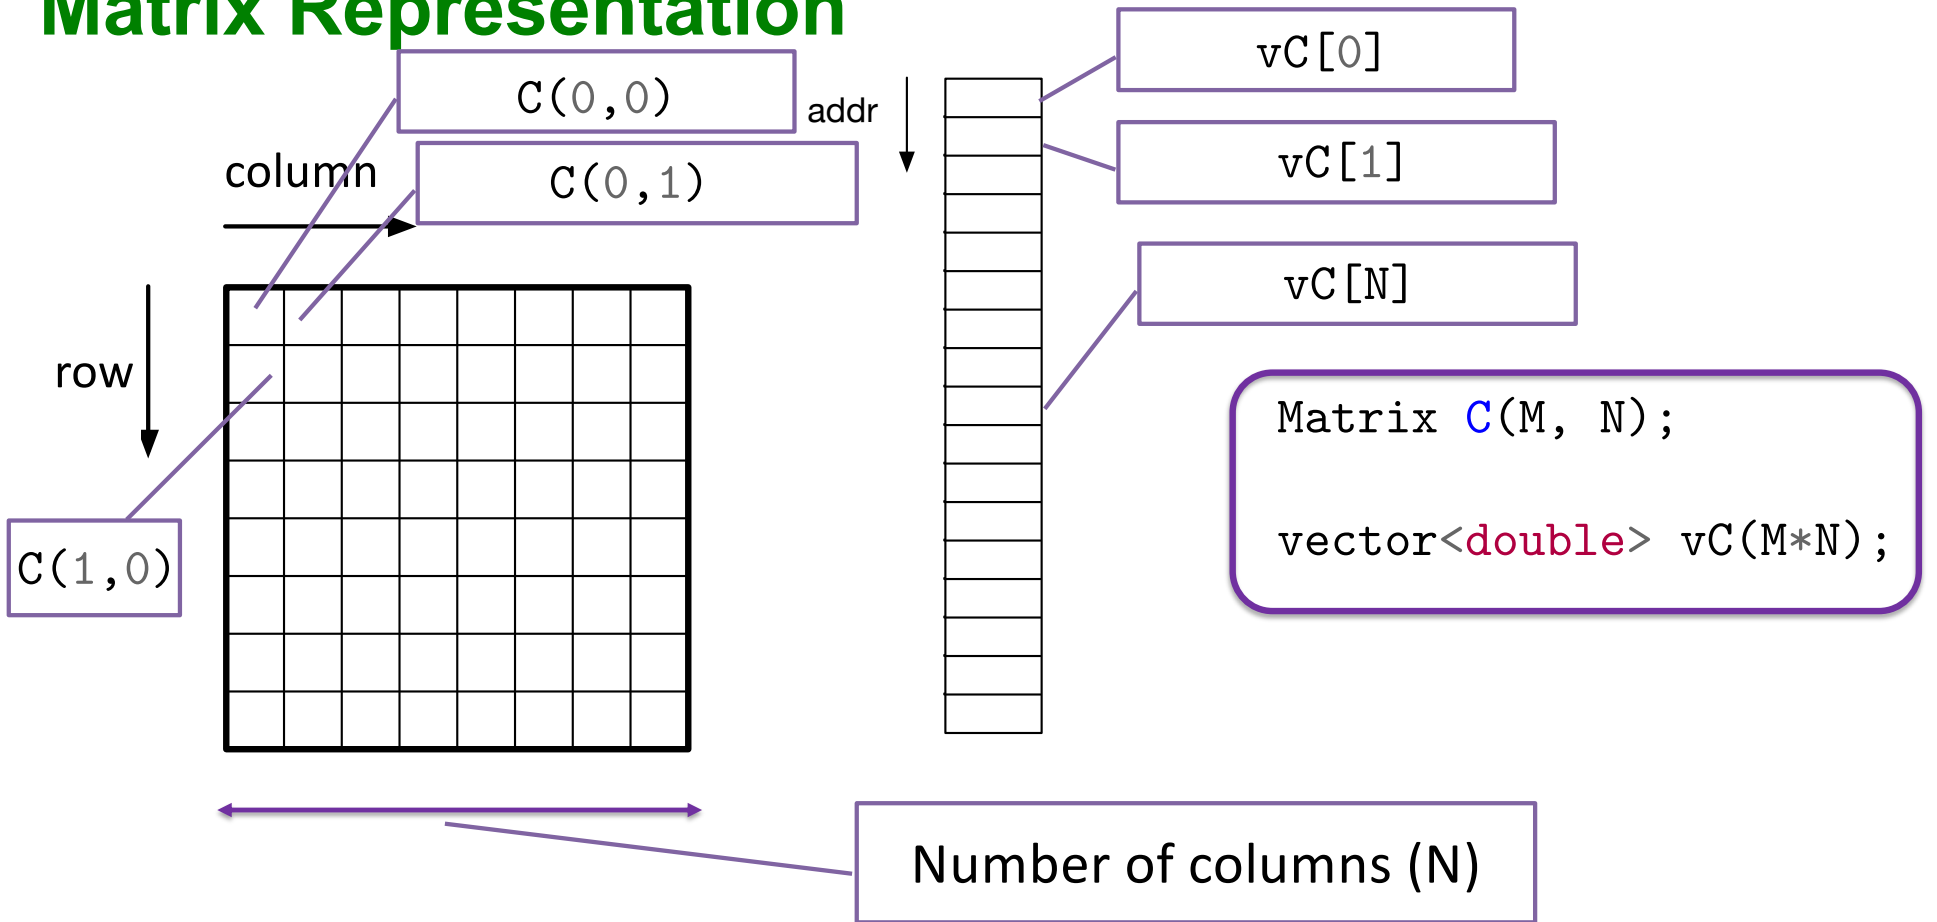 Matrix Representation
C(0,0)
addr
vC[0]
column
C(0,1)
vC[1]
vC[N]
row
Matrix C(M, N);
vector<double> vC(M*N);
C(1,0)
Number of columns (N)